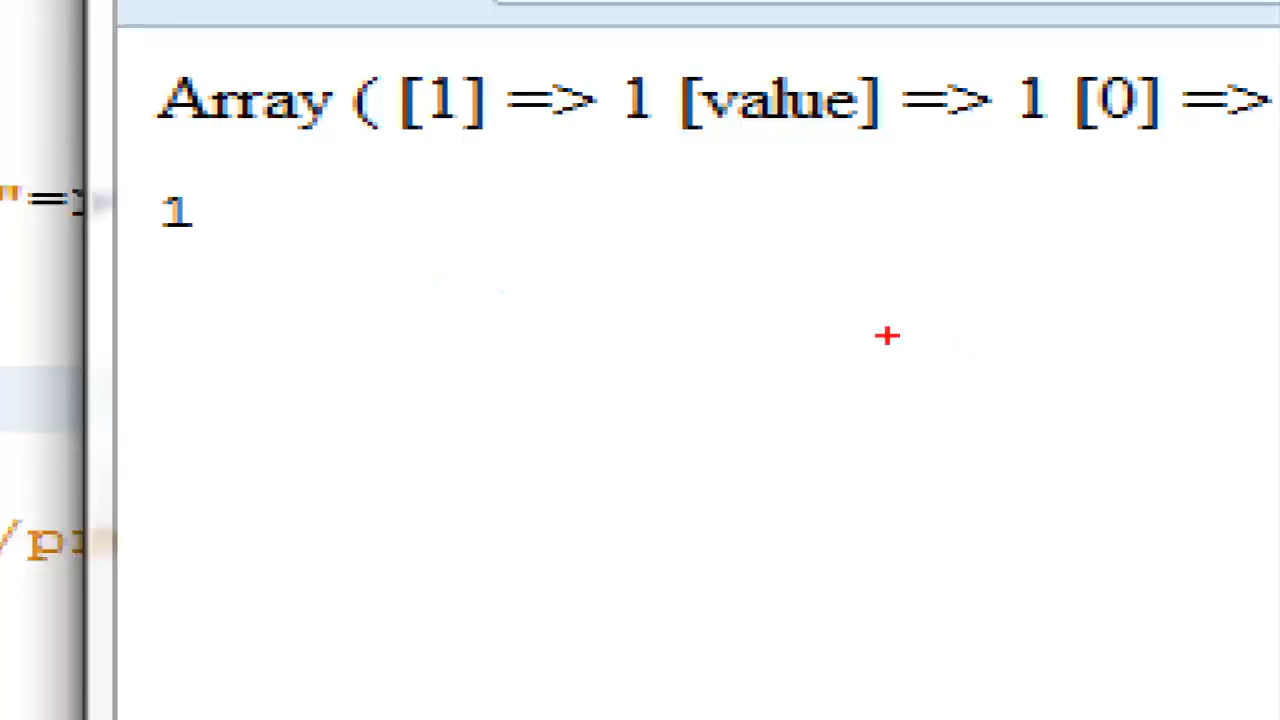 Array ( [1] => 1 [value] => 1 [0] =>
"=>
1
/p